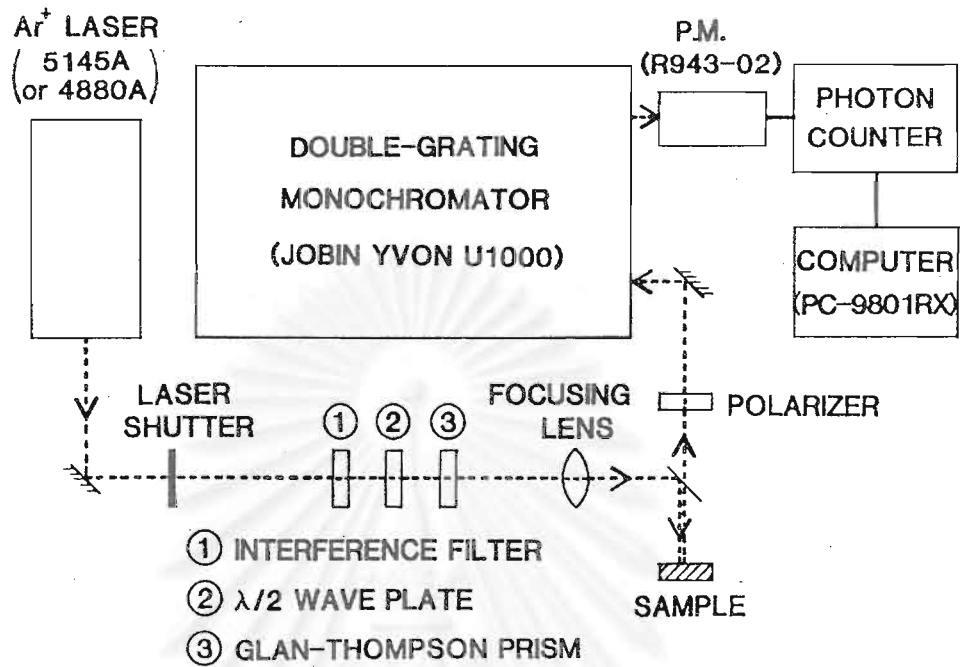 Ar+ LASER
(5145A
or 4880A)
P.M.
(R943-02)
DOUBLE-GRATING
MONOCHROMATOR
(JOBIN YVON U1000)
PHOTON
COUNTER
COMPUTER
(PC-9801RX)
LASER
SHUTTER
① ② ③
FOCUSING
LENS
POLARIZER
① INTERFERENCE FILTER
② λ/2 WAVE PLATE
③ GLAN-THOMPSON PRISM
SAMPLE